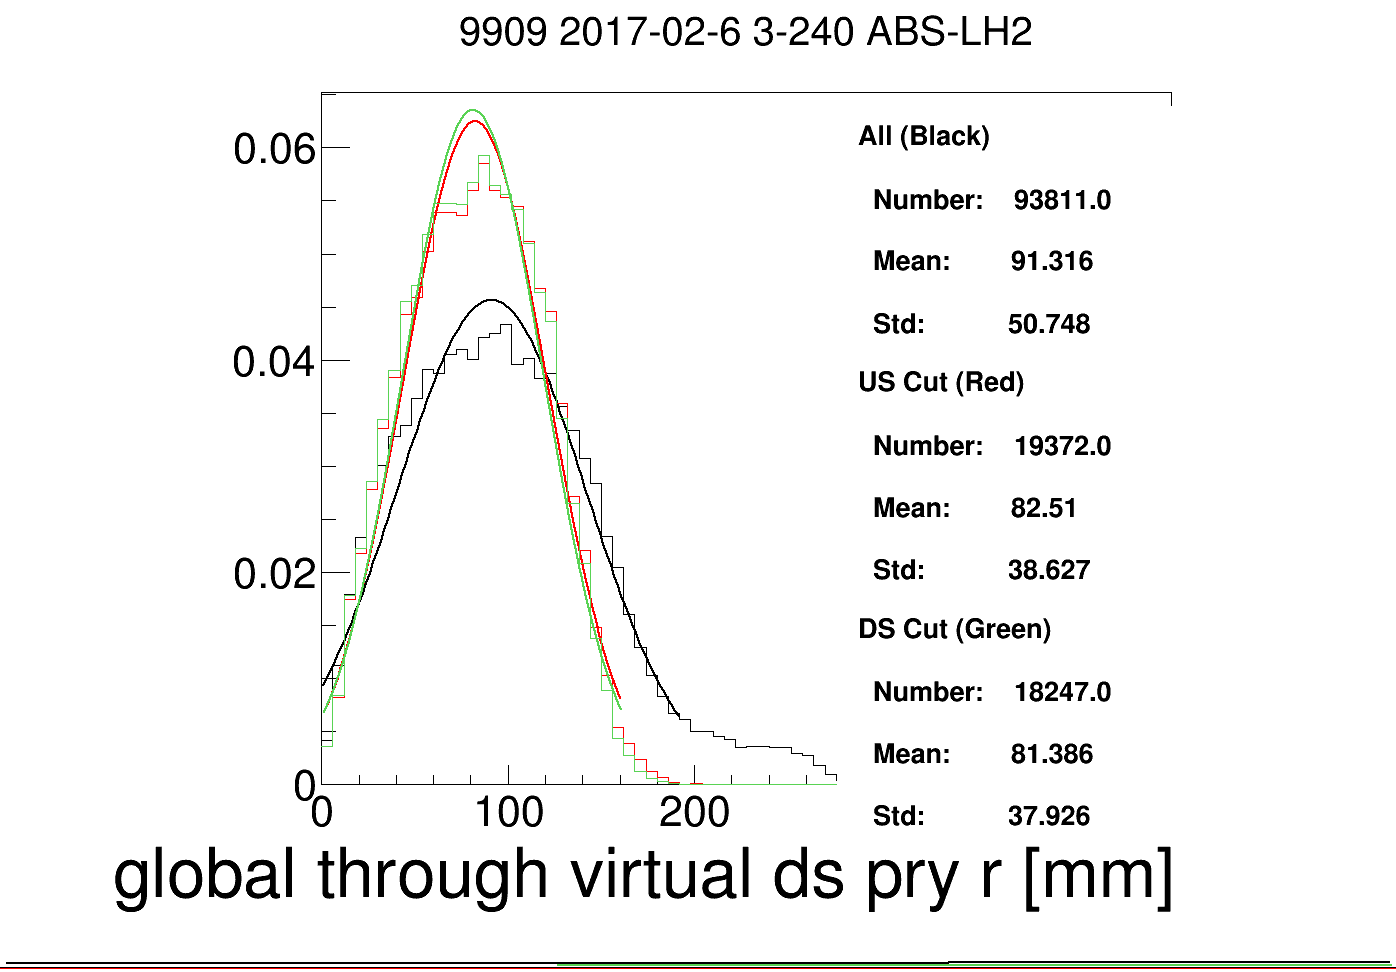 9909 2017-02-6 3-240 ABS-LH2
All (Black)
Number: 93811.0
Mean: 91.316
Std: 50.748
US Cut (Red)
Number: 19372.0
Mean: 82.51
Std: 38.627
DS Cut (Green)
Number: 18247.0
Mean: 81.386
Std: 37.926
0.06
0.04
0.02
0
0 100 200
global through virtual ds pry r [mm]